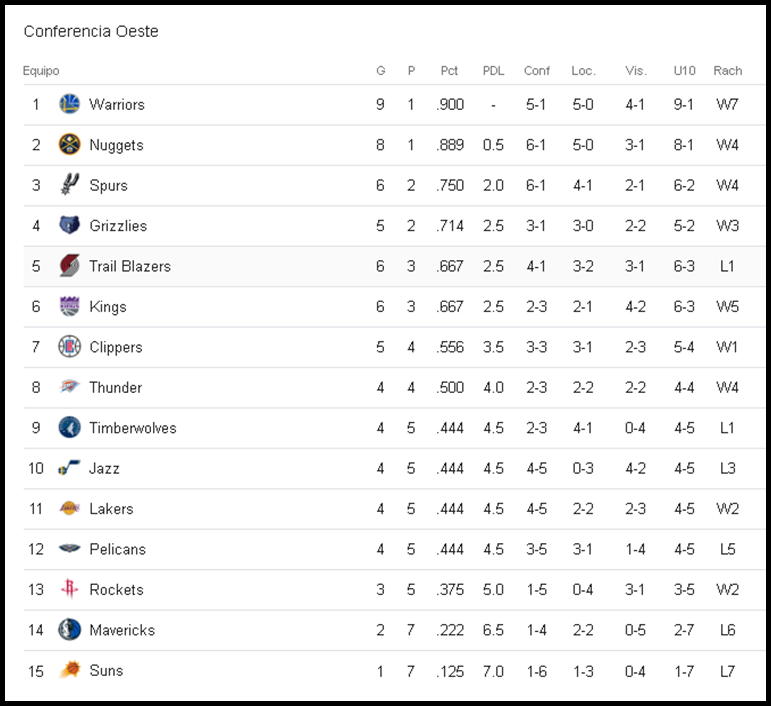 Conferencia Oeste
Equipo G P Pct PDL Conf Loc. Vis. U10 Rach
1 Warriors 9 1 .900 - 5-1 5-0 4-1 9-1 W7
2 Nuggets 8 1 .889 0.5 6-1 5-0 3-1 8-1 W4
3 Spurs 6 2 .750 2.0 6-1 4-1 2-1 6-2 W4
4 Grizzlies 5 2 .714 2.5 3-1 3-0 2-2 5-2 W3
5 Trail Blazers 6 3 .667 2.5 4-1 3-2 3-1 6-3 L1
6 Kings 6 3 .667 2.5 2-3 2-1 4-2 6-3 W5
7 Clippers 5 4 .556 3.5 3-3 3-1 2-3 5-4 W1
8 Thunder 4 4 .500 4.0 2-3 2-2 2-2 4-4 W4
9 Timberwolves 4 5 .444 4.5 2-3 4-1 0-4 4-5 L1
10 Jazz 4 5 .444 4.5 4-5 0-3 4-2 4-5 L3
11 Lakers 4 5 .444 4.5 4-5 2-2 2-3 4-5 W2
12 Pelicans 4 5 .444 4.5 3-5 3-1 1-4 4-5 L5
13 Rockets 3 5 .375 5.0 1-5 0-4 3-1 3-5 W2
14 Mavericks 2 7 .222 6.5 1-4 2-2 0-5 2-7 L6
15 Suns 1 7 .125 7.0 1-6 1-3 0-4 1-7 L7